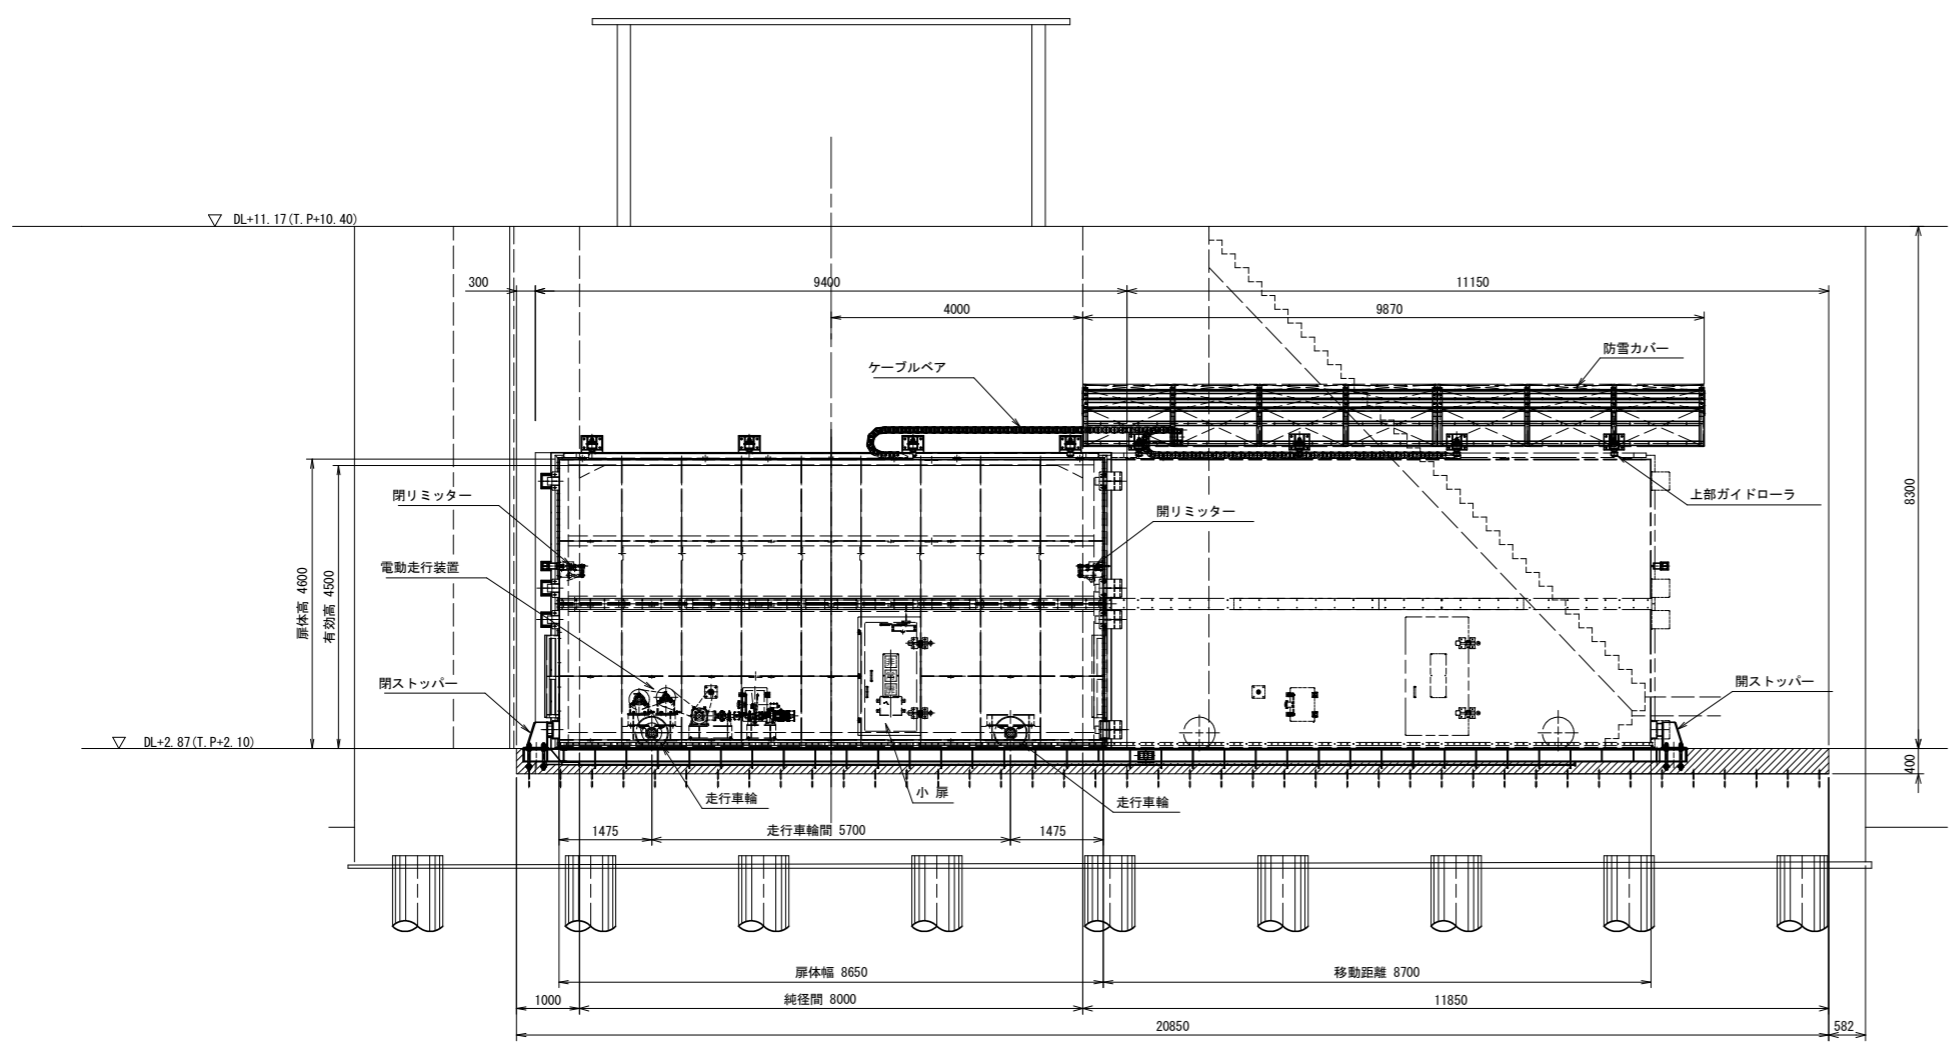 DL+11.17(T.P+10.40)
300
9400
11150
4000
9870
防雪カバー
ケーブルベア
閉リミッター
開リミッター
上部ガイドローラ
8300
扉体高 4600
有効高 4500
電動走行装置
閉ストッパー
開ストッパー
DL+2.87(T.P+2.10)
400
走行車輪
小 扉
走行車輪
1475
走行車輪間 5700
1475
扉体幅 8650
移動距離 8700
1000
純径間 8000
11850
20850
582